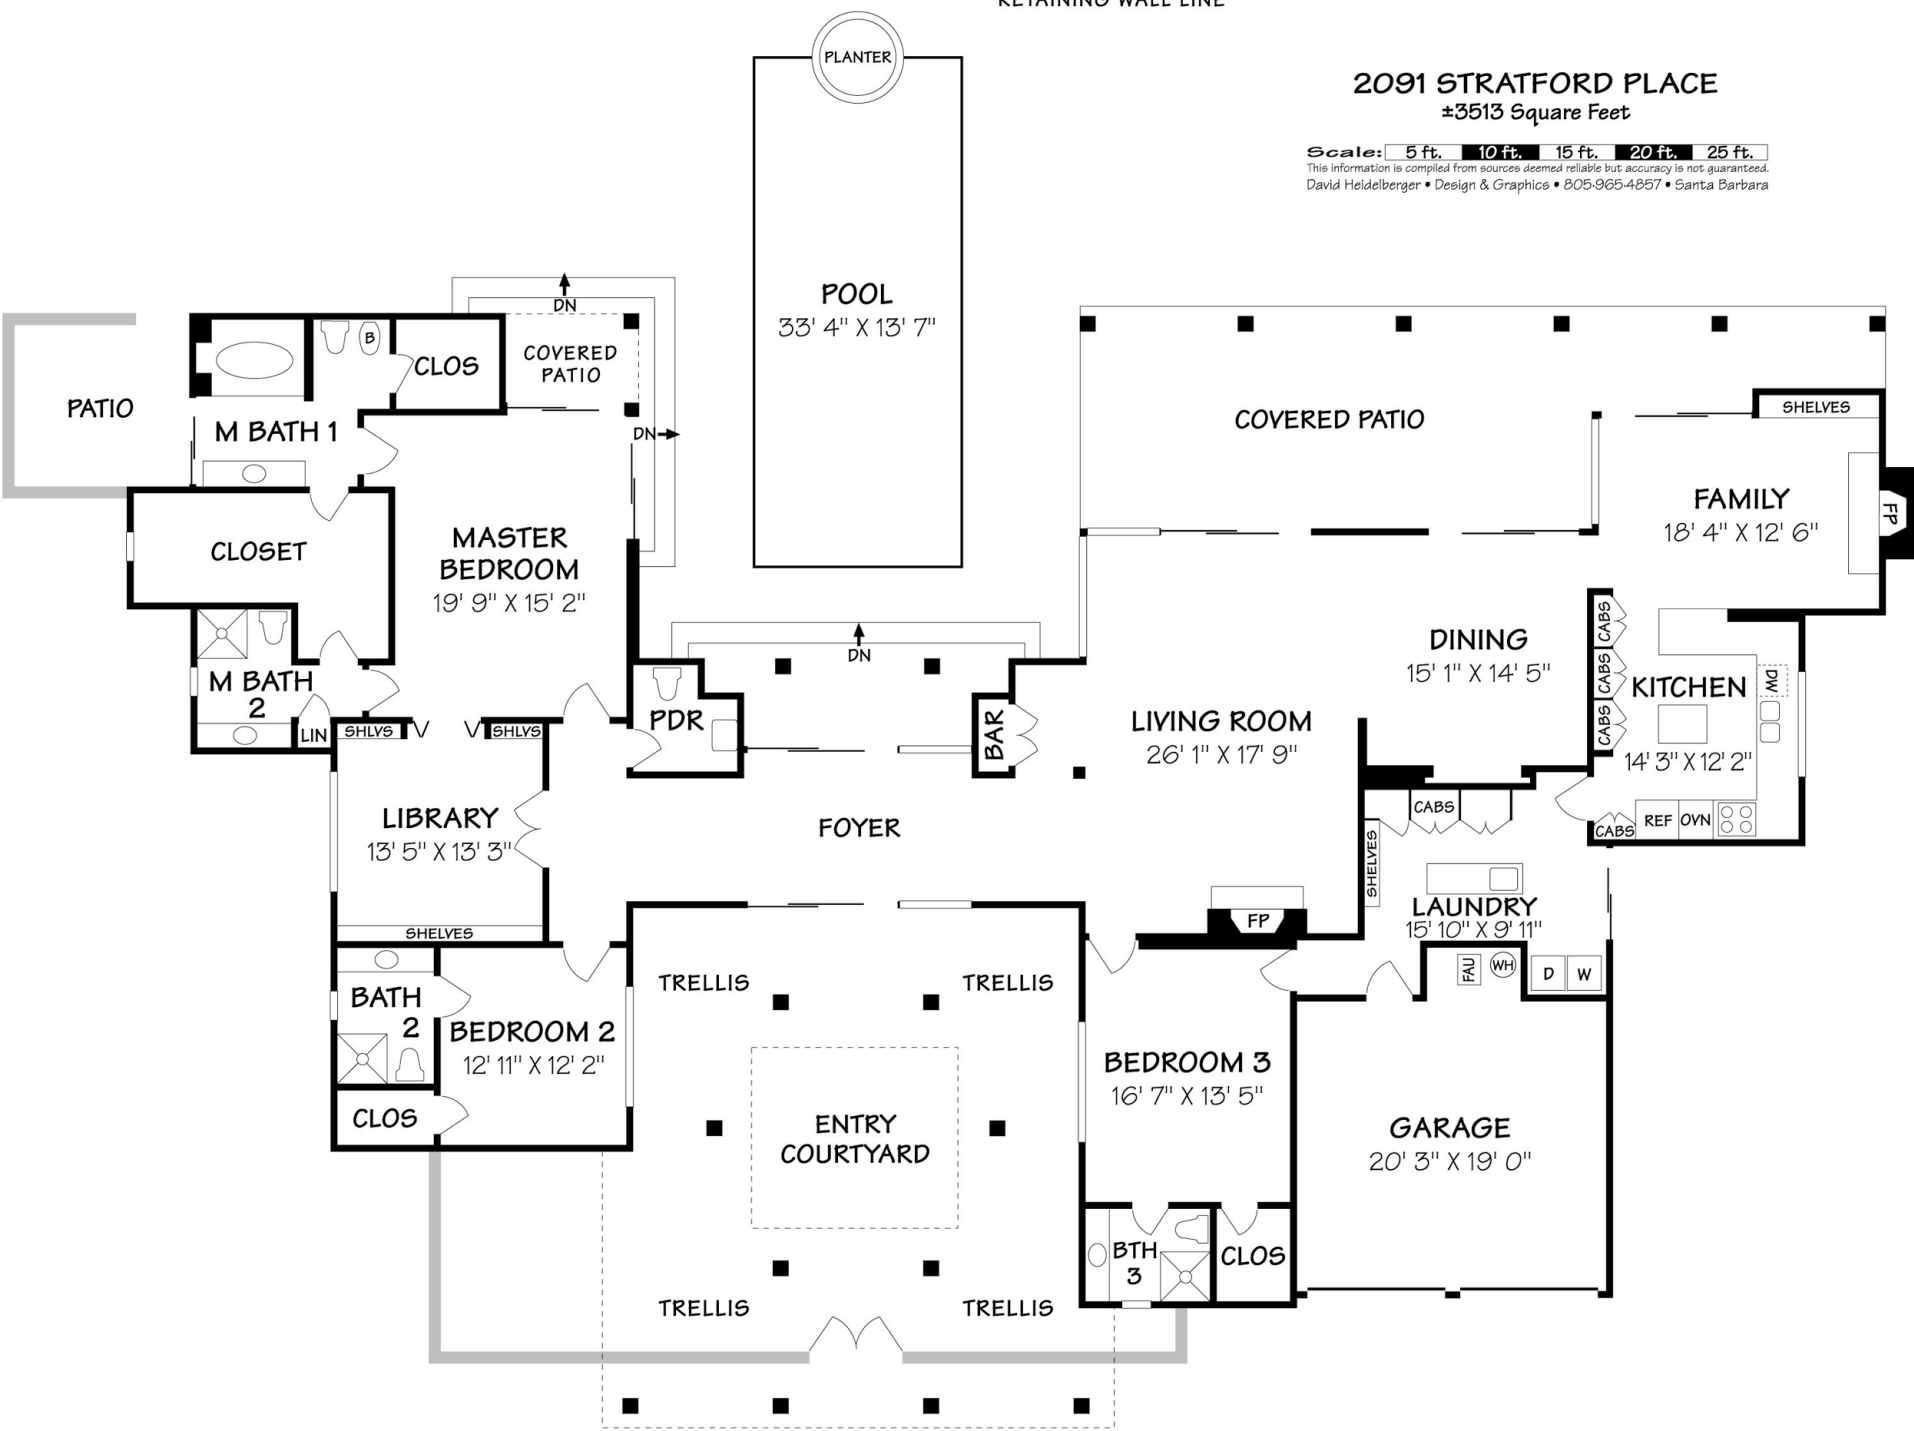 RETAINING WALL LINE
PLANTER
2091 STRATFORD PLACE
±3513 Square Feet
Scale: 5 ft. 10 ft. 15 ft. 20 ft. 25 ft.
This information is compiled from sources deemed reliable but accuracy is not guaranteed.
David Heidelberger • Design & Graphics • 805·965·4857 • Santa Barbara
POOL
33' 4" X 13' 7"
DN
B
CLOS
COVERED
PATIO
PATIO
M BATH 1
DN
COVERED PATIO
SHELVES
FAMILY
18' 4" X 12' 6"
FP
CLOSET
MASTER
BEDROOM
19' 9" X 15' 2"
DN
M BATH
2
LIN
SHLVS
SHLVS
PDR
BAR
LIVING ROOM
26' 1" X 17' 9"
DINING
15' 1" X 14' 5"
CABS
CABS
CABS
KITCHEN
14' 3" X 12' 2"
DW
LIBRARY
13' 5" X 13' 3"
SHELVES
FOYER
CABS
SHELVES
CABS
REF
OVN
FP
LAUNDRY
15' 10" X 9' 11"
FAU
WH
D
W
BATH
2
BEDROOM 2
12' 11" X 12' 2"
CLOS
TRELLIS
TRELLIS
ENTRY
COURTYARD
BEDROOM 3
16' 7" X 13' 5"
GARAGE
20' 3" X 19' 0"
BTH
3
CLOS
TRELLIS
TRELLIS